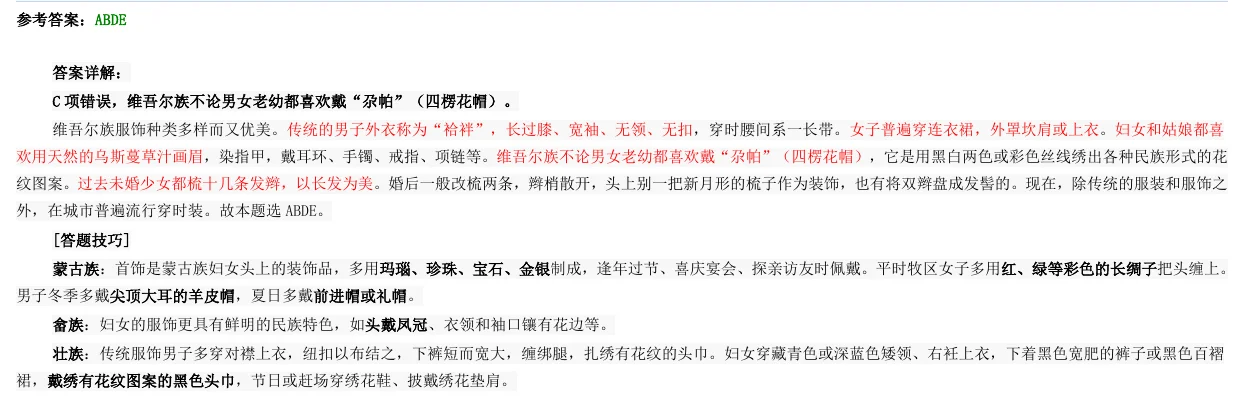 参考答案：ABDE
答案详解：
C 项错误，维吾尔族不论男女老幼都喜欢戴“尕帕”（四楞花帽）。
维吾尔族服饰种类多样而又优美。传统的男子外衣称为“袷袢”，长过膝、宽袖、无领、无扣，穿时腰间系一长带。女子普遍穿连衣裙，外罩坎肩或上衣。妇女和姑娘都喜
欢用天然的乌斯蔓草汁画眉，染指甲，戴耳环、手镯、戒指、项链等。维吾尔族不论男女老幼都喜欢戴“尕帕”（四楞花帽），它是用黑白两色或彩色丝线绣出各种民族形式的花
纹图案。过去未婚少女都梳十几条发辫，以长发为美。婚后一般改梳两条，辫梢散开，头上别一把新月形的梳子作为装饰，也有将双辫盘成发髻的。现在，除传统的服装和服饰之
外，在城市普遍流行穿时装。故本题选 ABDE。
[答题技巧]
蒙古族：首饰是蒙古族妇女头上的装饰品，多用玛瑙、珍珠、宝石、金银制成，逢年过节、喜庆宴会、探亲访友时佩戴。平时牧区女子多用红、绿等彩色的长绸子把头缠上。
男子冬季多戴尖顶大耳的羊皮帽，夏日多戴前进帽或礼帽。
畲族：妇女的服饰更具有鲜明的民族特色，如头戴凤冠、衣领和袖口镶有花边等。
壮族：传统服饰男子多穿对襟上衣，纽扣以布结之，下裤短而宽大，缠绑腿，扎绣有花纹的头巾。妇女穿藏青色或深蓝色矮领、右衽上衣，下着黑色宽肥的裤子或黑色百褶
裙，戴绣有花纹图案的黑色头巾，节日或赶场穿绣花鞋、披戴绣花垫肩。